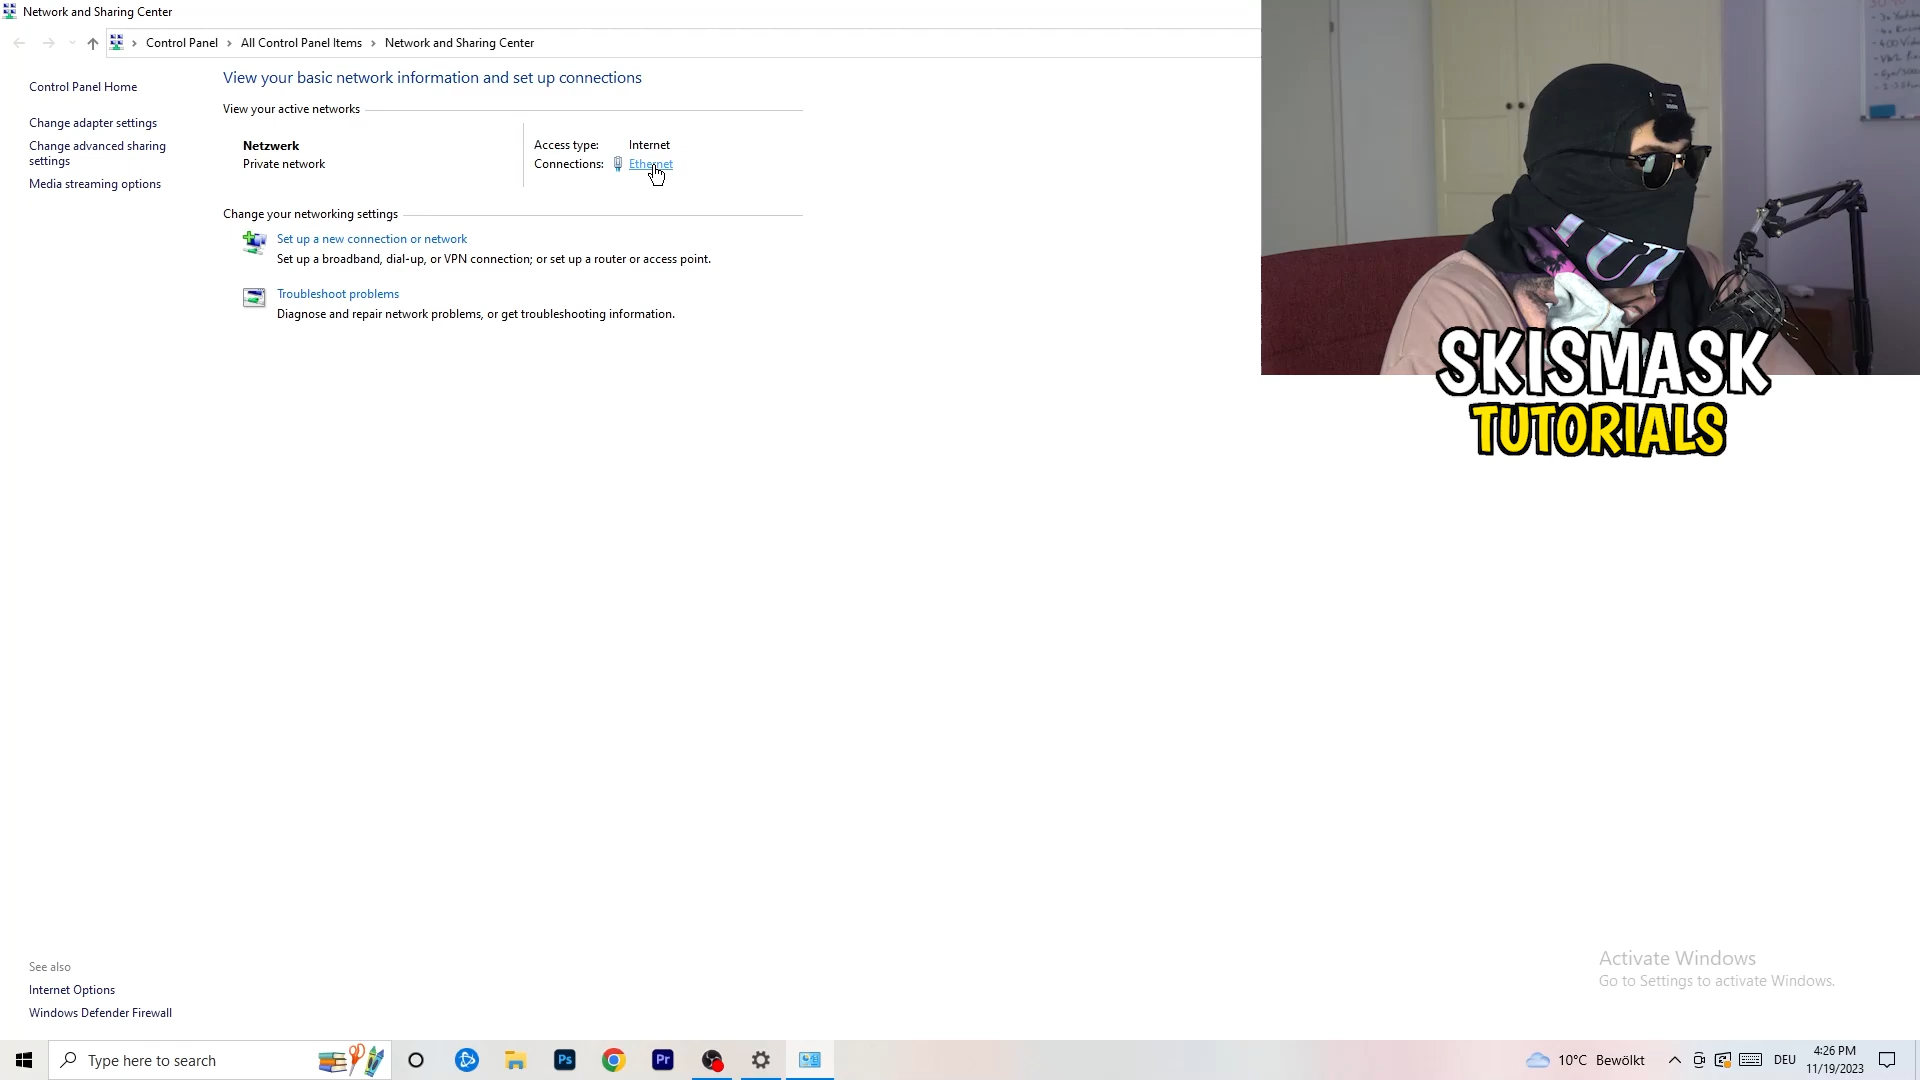 Network and Sharing Center
Control Panel > All Control Panel Items > Network and Sharing Center
Control Panel Home
Change adapter settings
Change advanced sharing
settings
Media streaming options
View your basic network information and set up connections
View your active networks
Netzwerk
Private network
Access type: Internet
Connections: Ethernet
Change your networking settings
Set up a new connection or network
Set up a broadband, dial-up, or VPN connection; or set up a router or access point.
Troubleshoot problems
Diagnose and repair network problems, or get troubleshooting information.
SKISMASK
TUTORIALS
Activate Windows
Go to Settings to activate Windows.
See also
Internet Options
Windows Defender Firewall
Type here to search
Ps
Pr
10°C Bewölkt
DEU
4:26 PM
11/19/2023